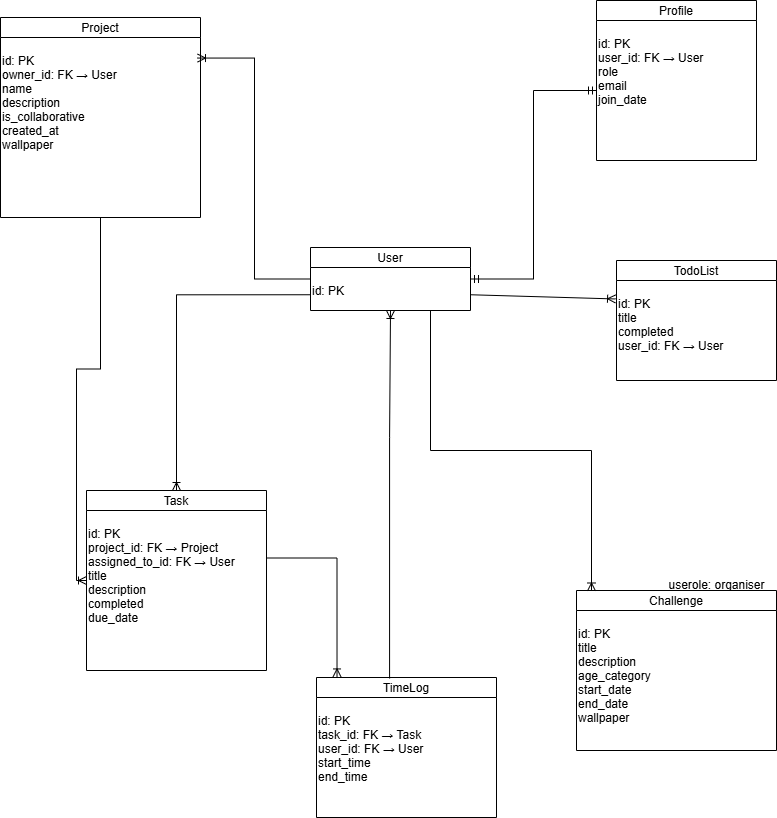 Project
id: PK
owner_id: FK → User
name
description
is_collaborative
created_at
wallpaper
Profile
id: PK
user_id: FK → User
role
email
join_date
User
id: PK
TodoList
id: PK
title
completed
user_id: FK → User
Task
id: PK
project_id: FK → Project
assigned_to_id: FK → User
title
description
completed
due_date
userole: organiser
Challenge
id: PK
title
description
age_category
start_date
end_date
wallpaper
TimeLog
id: PK
task_id: FK → Task
user_id: FK → User
start_time
end_time